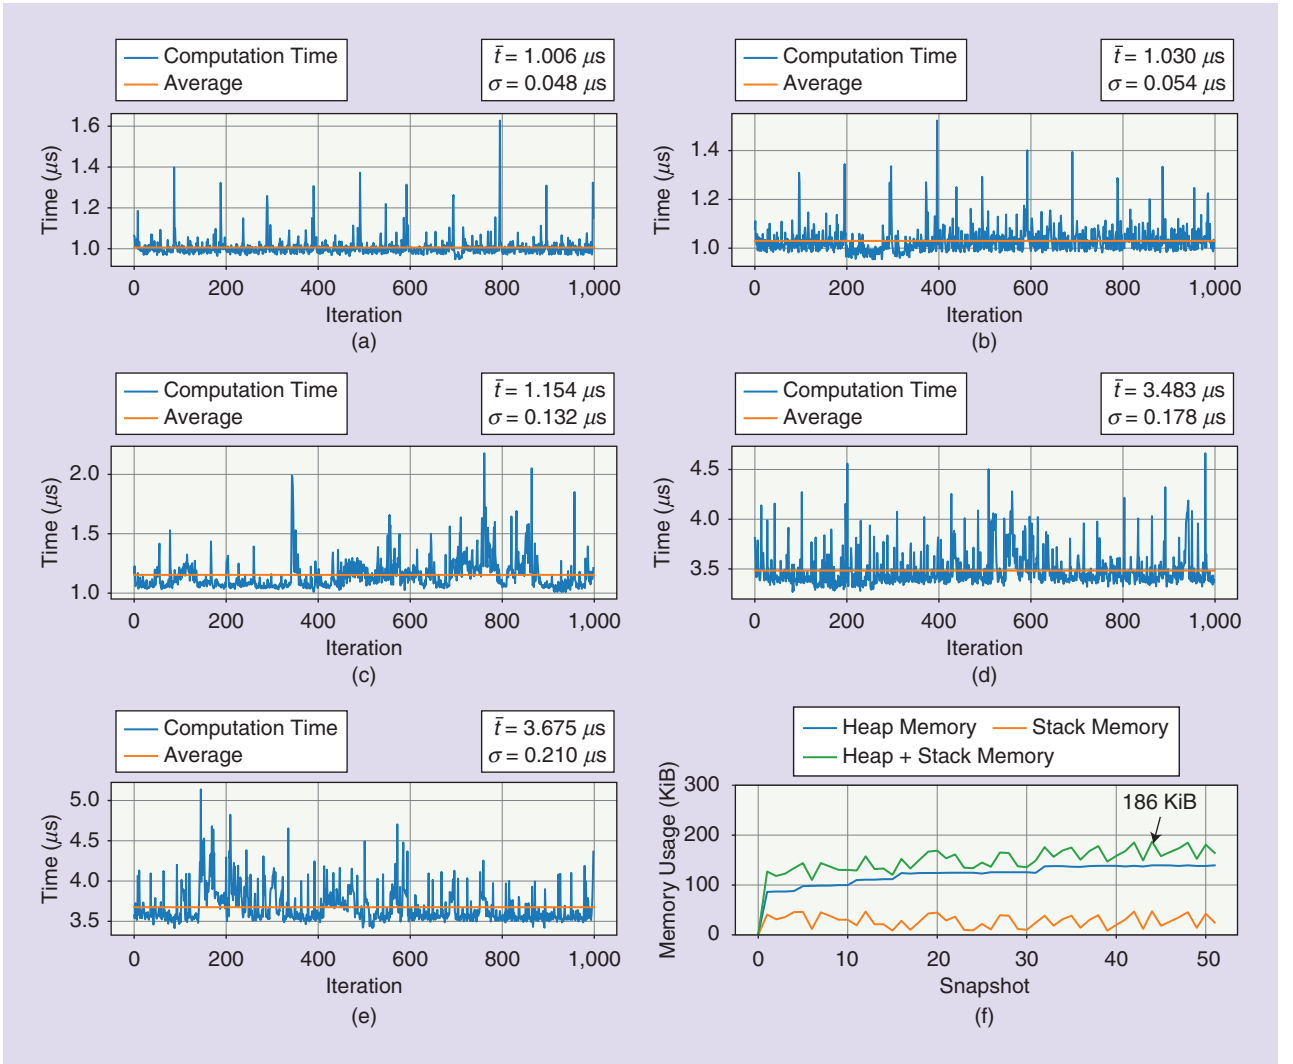 Computation Time
Average
t̄ = 1.006 μs
σ = 0.048 μs
Time (μs)
1.6
1.4
1.2
1.0
0 200 400 600 800 1,000
Iteration
(a)
Computation Time
Average
t̄ = 1.030 μs
σ = 0.054 μs
Time (μs)
1.4
1.2
1.0
0 200 400 600 800 1,000
Iteration
(b)
Computation Time
Average
t̄ = 1.154 μs
σ = 0.132 μs
Time (μs)
2.0
1.5
1.0
0 200 400 600 800 1,000
Iteration
(c)
Computation Time
Average
t̄ = 3.483 μs
σ = 0.178 μs
Time (μs)
4.5
4.0
3.5
0 200 400 600 800 1,000
Iteration
(d)
Computation Time
Average
t̄ = 3.675 μs
σ = 0.210 μs
Time (μs)
5.0
4.5
4.0
3.5
0 200 400 600 800 1,000
Iteration
(e)
Heap Memory Stack Memory
Heap + Stack Memory
Memory Usage (KiB)
300
200
100
0
186 KiB
0 10 20 30 40 50
Snapshot
(f)